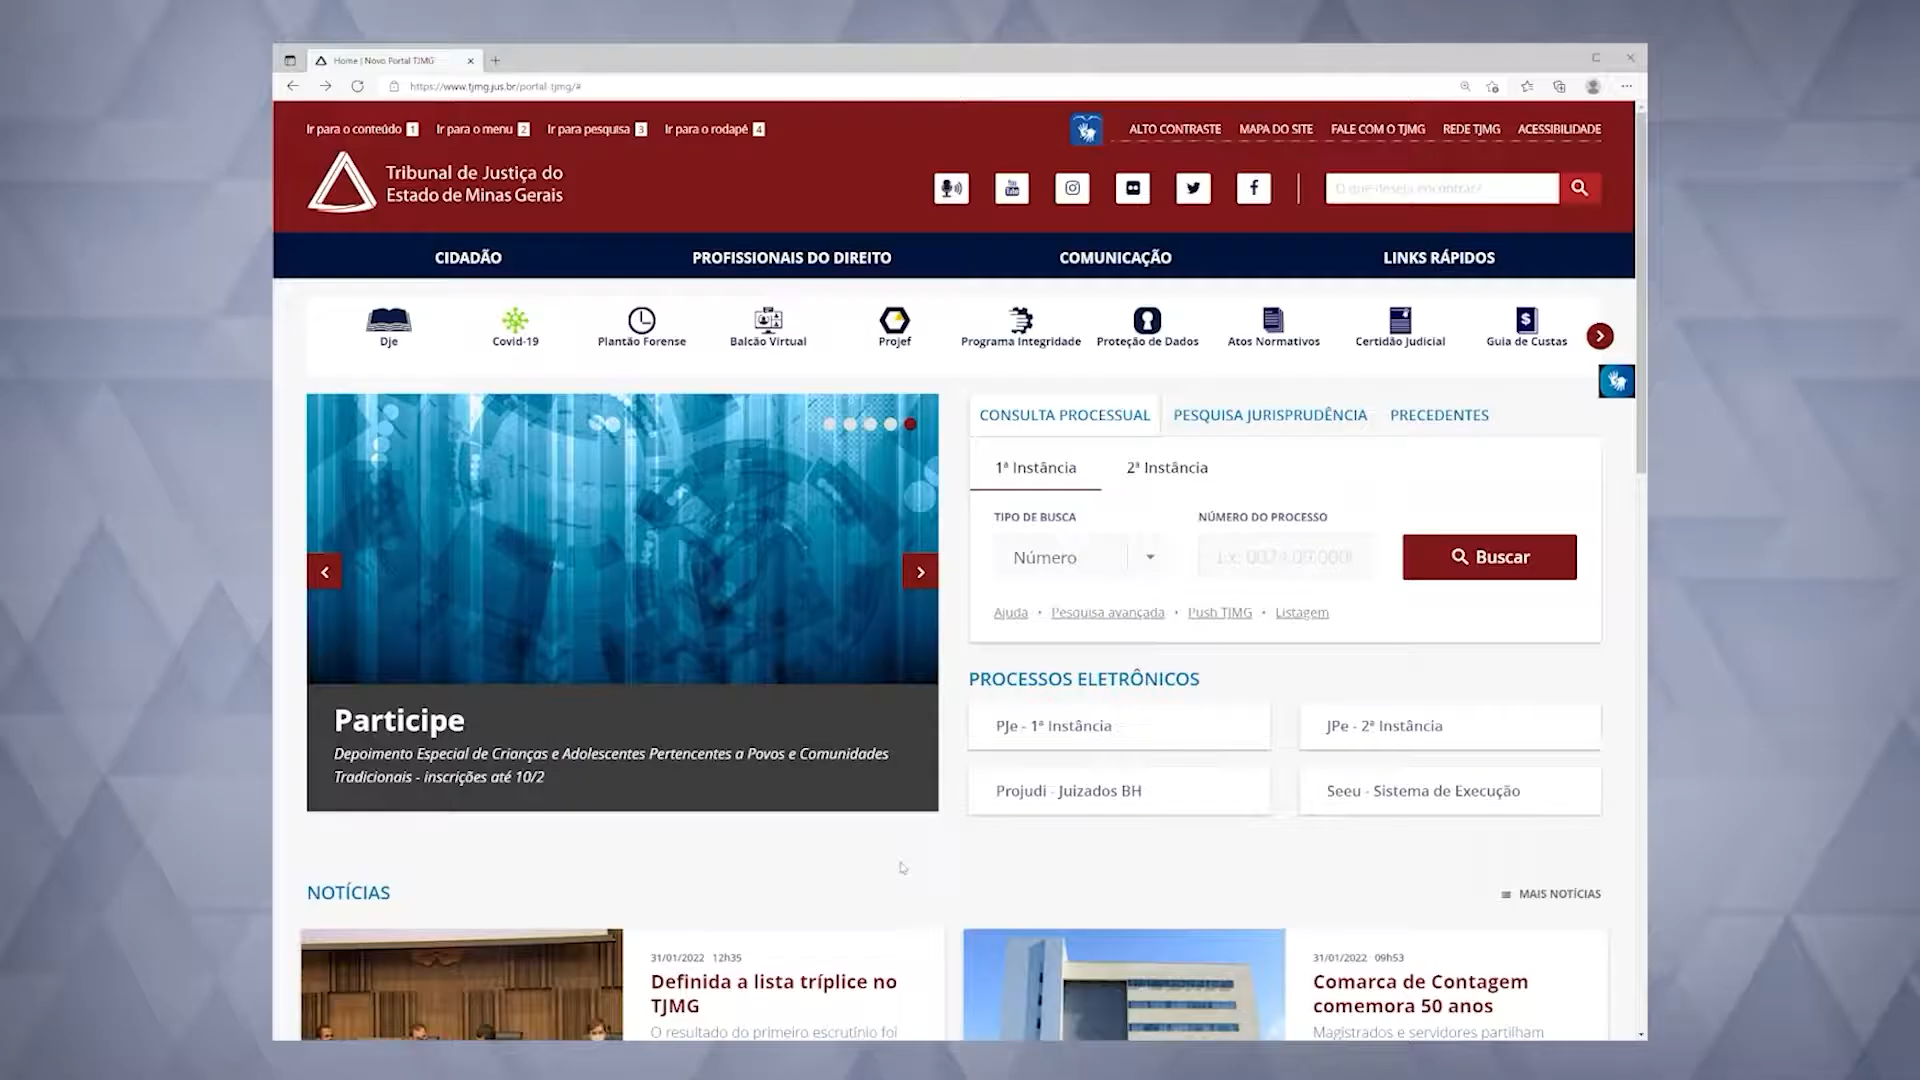 Home | Novo Portal TJMG
https://www.tjmg.jus.br/portal-tjmg/#
Ir para o conteúdo 1 Ir para o menu 2 Ir para pesquisa 3 Ir para o rodapé 4
ALTO CONTRASTE MAPA DO SITE FALE COM O TJMG REDE TJMG ACESSIBILIDADE
Tribunal de Justiça do
Estado de Minas Gerais
O que deseja encontrar?
CIDADÃO PROFISSIONAIS DO DIREITO COMUNICAÇÃO LINKS RÁPIDOS
Dje Covid-19 Plantão Forense Balcão Virtual Projef Programa Integridade Proteção de Dados Atos Normativos Certidão Judicial Guia de Custas
CONSULTA PROCESSUAL PESQUISA JURISPRUDÊNCIA PRECEDENTES
1ª Instância 2ª Instância
TIPO DE BUSCA NÚMERO DO PROCESSO
Número Buscar
Ajuda • Pesquisa avançada • Push TJMG • Listagem
PROCESSOS ELETRÔNICOS
PJe - 1ª Instância JPe - 2ª Instância
Projudi - Juizados BH Seeu - Sistema de Execução
Participe
Depoimento Especial de Crianças e Adolescentes Pertencentes a Povos e Comunidades
Tradicionais - inscrições até 10/2
NOTÍCIAS
MAIS NOTÍCIAS
31/01/2022 12h35
Definida a lista tríplice no
TJMG
O resultado do primeiro escrutínio foi
31/01/2022 09h53
Comarca de Contagem
comemora 50 anos
Magistrados e servidores partilham